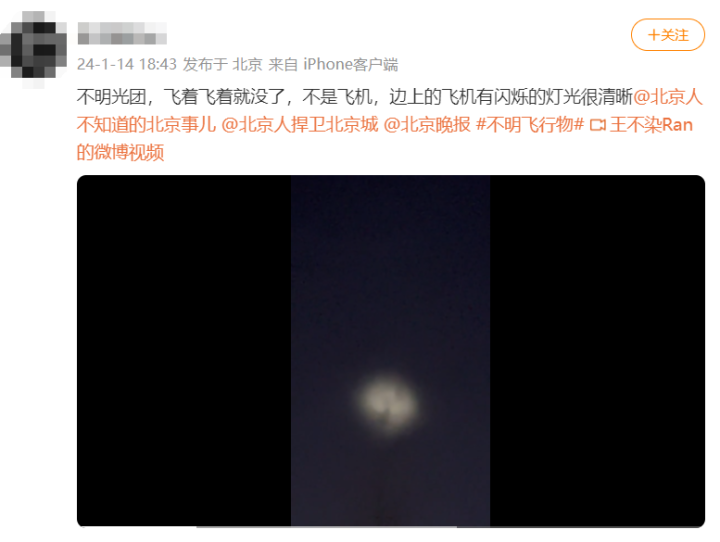 +关注
24-1-14 18:43 发布于 北京 来自 iPhone客户端
不明光团，飞着飞着就没了，不是飞机，边上的飞机有闪烁的灯光很清晰@北京人
不知道的北京事儿 @北京人捍卫北京城 @北京晚报 #不明飞行物# 王不染Ran
的微博视频